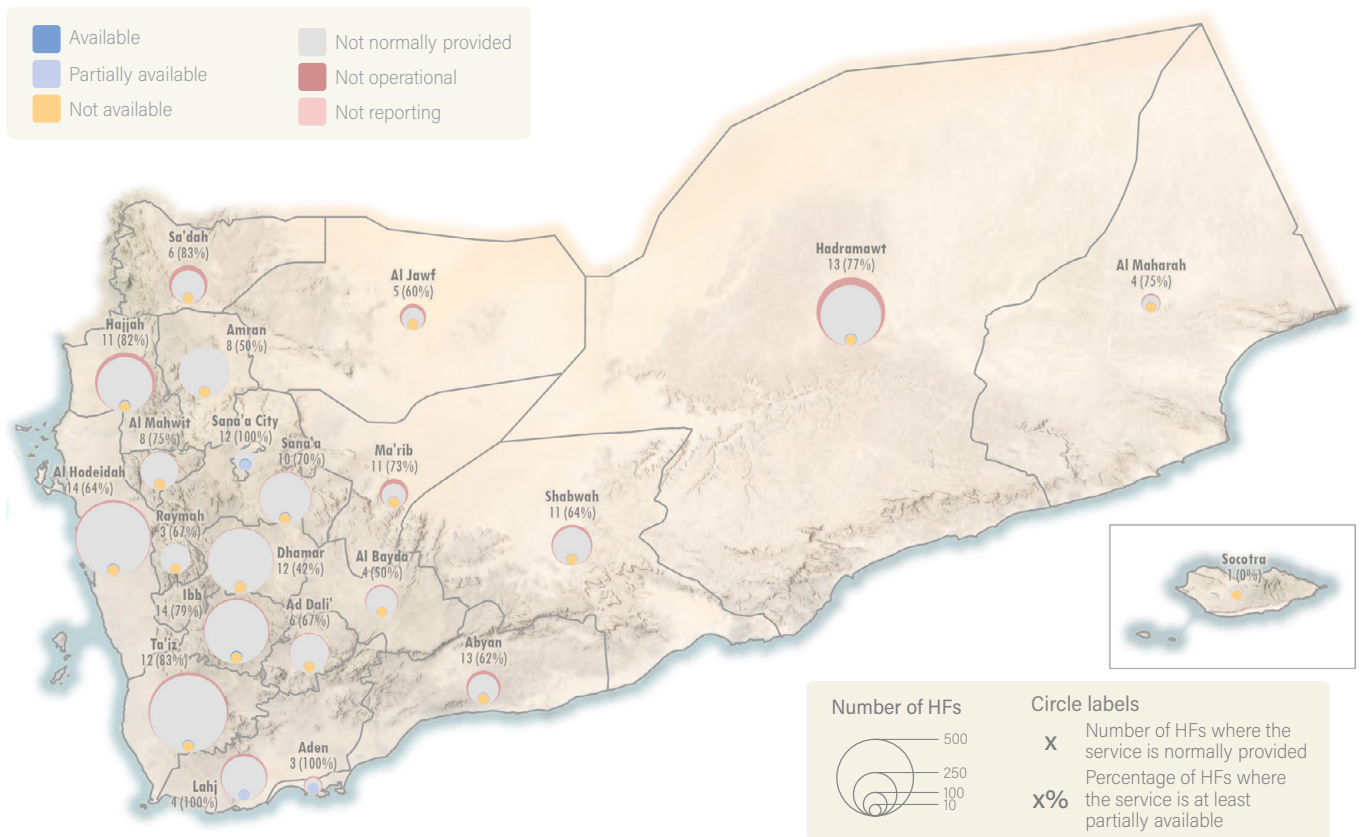 Available
Partially available
Not available
Not normally provided
Not operational
Not reporting
Sa'dah
6 (83%)
Al Jawf
5 (60%)
Hadramawt
13 (77%)
Al Maharah
4 (75%)
Hajjah
11 (82%)
Amran
8 (50%)
Al Mahwit
8 (75%)
Sana'a City
12 (100%)
Sana'a
10 (70%)
Ma'rib
11 (73%)
Al Hodeidah
14 (64%)
Shabwah
11 (64%)
Raymah
3 (67%)
Dhamar
12 (42%)
Al Bayda
4 (50%)
Socotra
1 (0%)
Ibb
14 (79%)
Ad Dali'
6 (67%)
Ta'iz
12 (83%)
Abyan
13 (62%)
Aden
3 (100%)
Lahj
4 (100%)
Number of HFs
500
250
100
10
Circle labels
x
Number of HFs where the
service is normally provided
x%
Percentage of HFs where
the service is at least
partially available